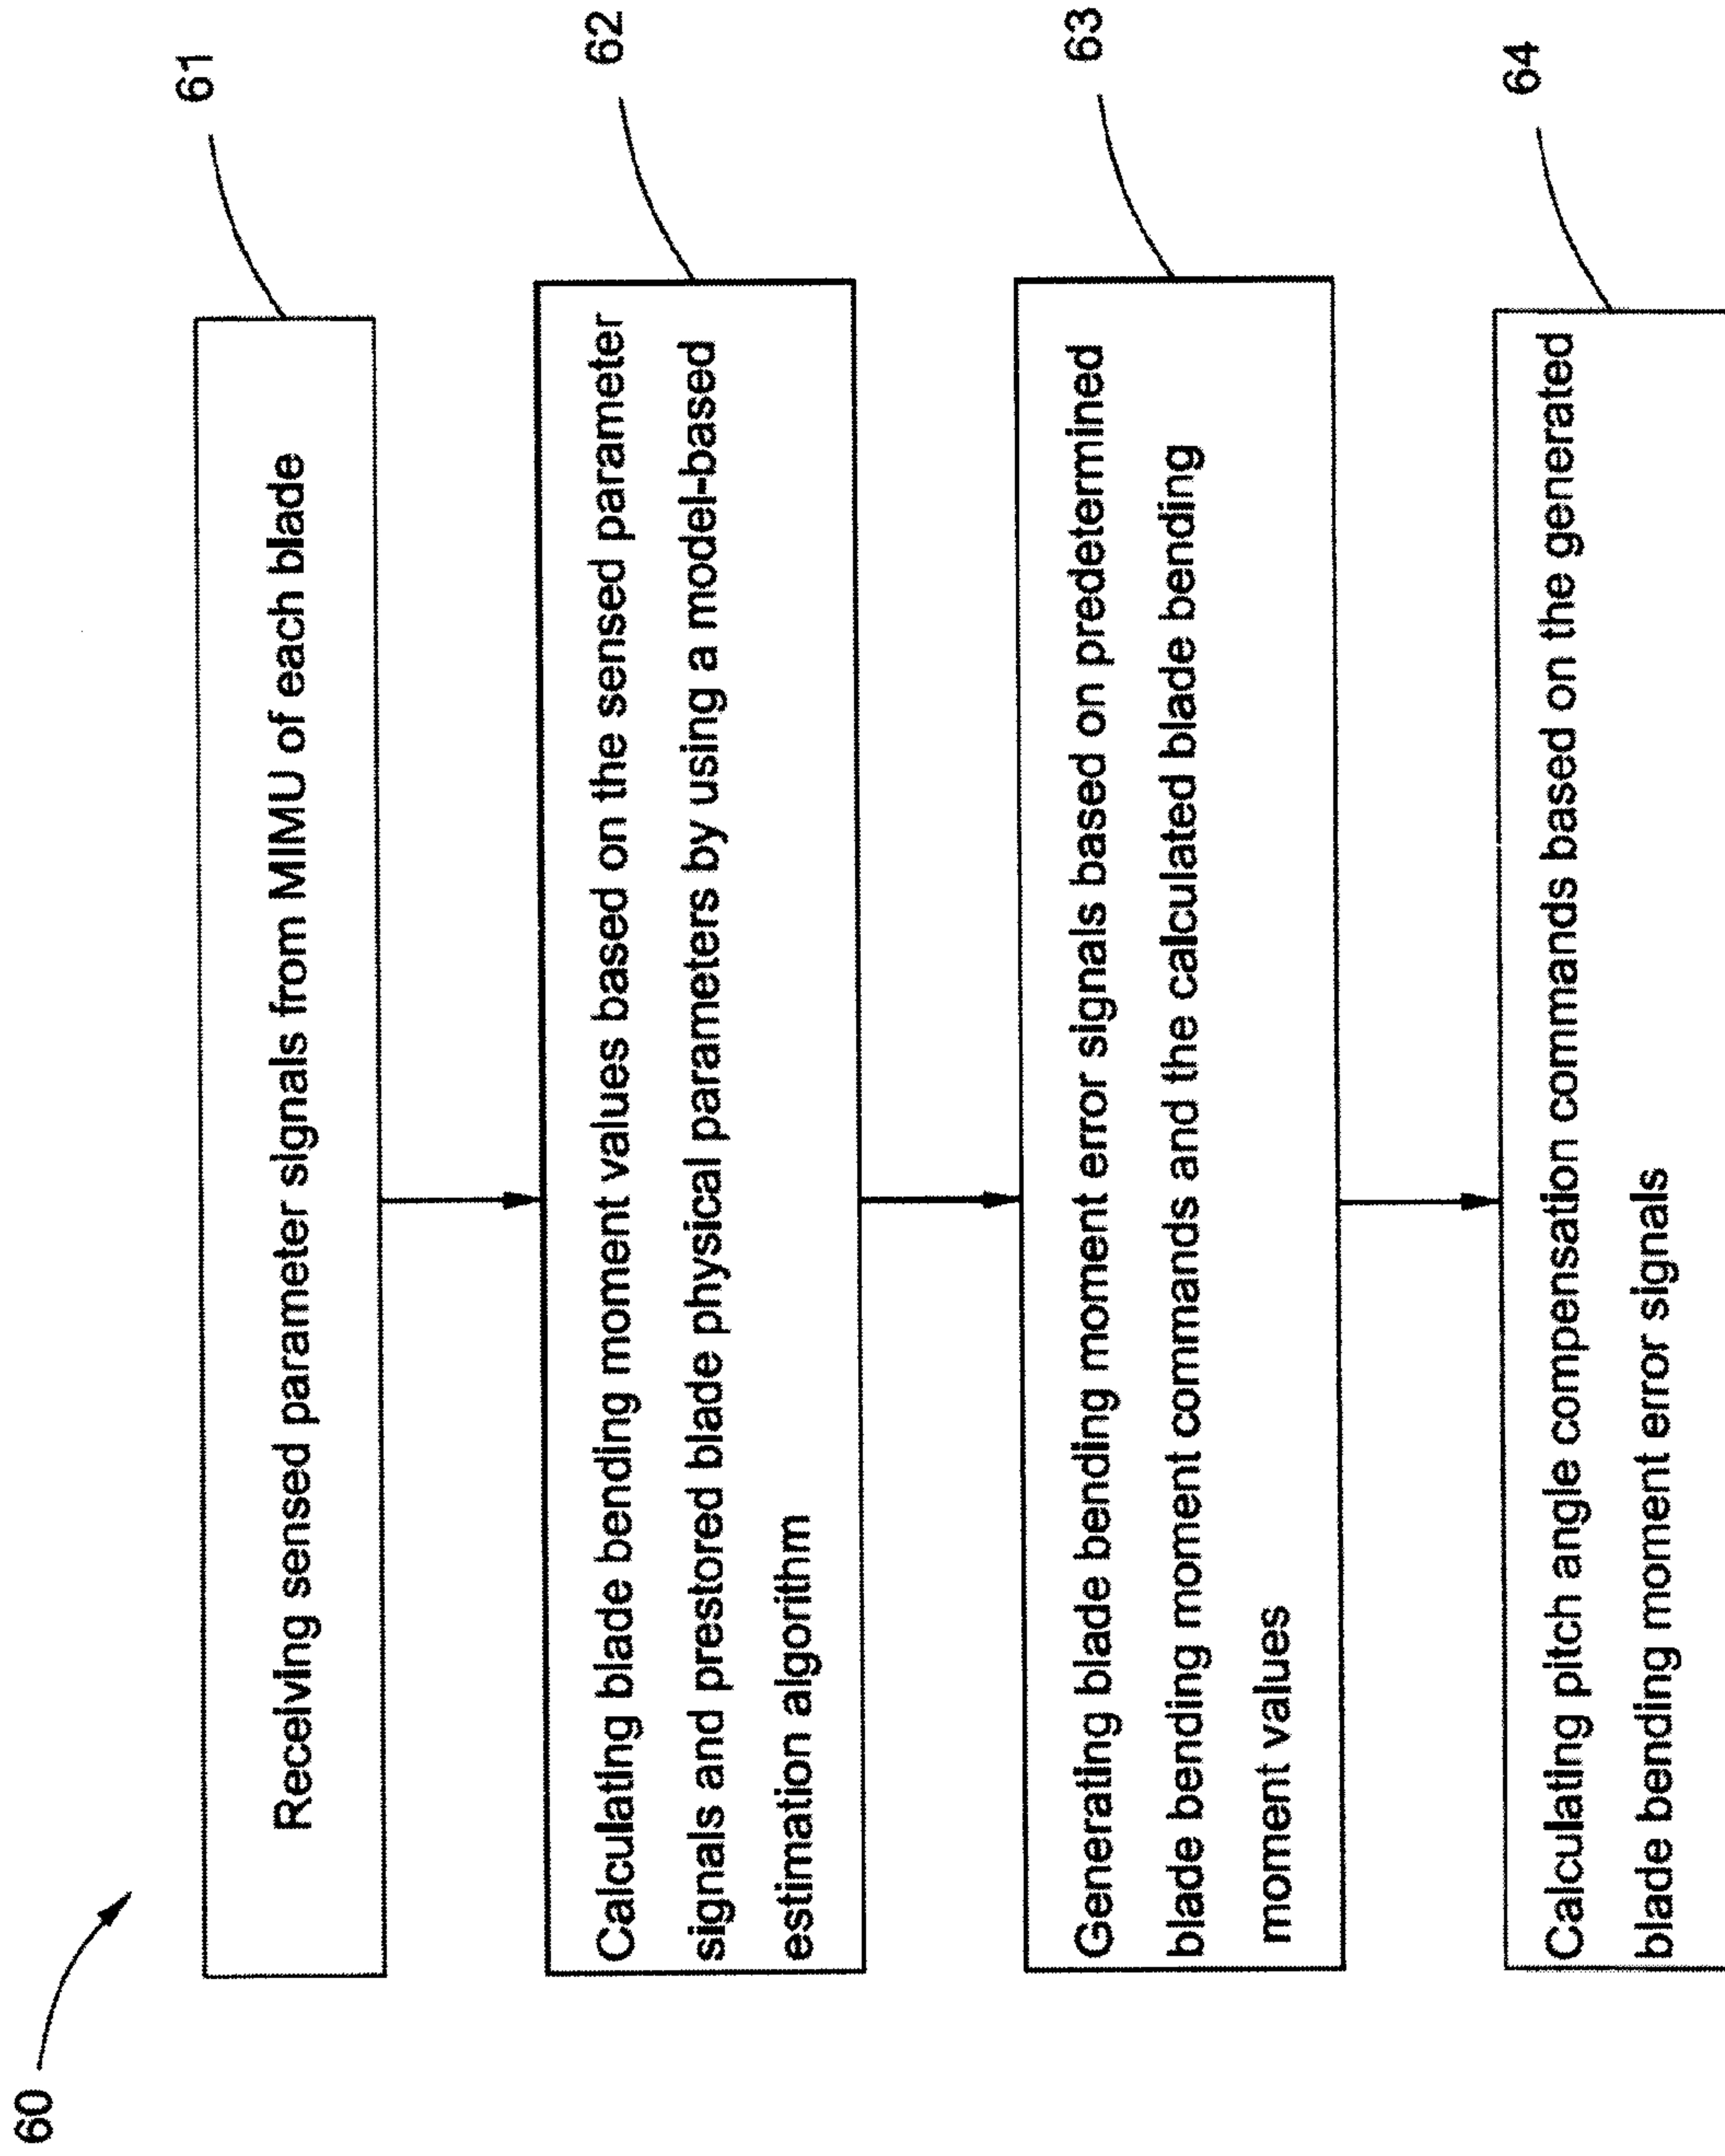 60
61
Receiving sensed parameter signals from MIMU of each blade
62
Calculating blade bending moment values based on the sensed parameter
signals and prestored blade physical parameters by using a model-based
estimation algorithm
63
Generating blade bending moment error signals based on predetermined
blade bending moment commands and the calculated blade bending
moment values
64
Calculating pitch angle compensation commands based on the generated
blade bending moment error signals